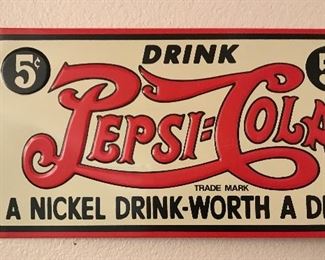 DRINK
5¢ 5
PEPSI=COLA
TRADE MARK
A NICKEL DRINK-WORTH A D